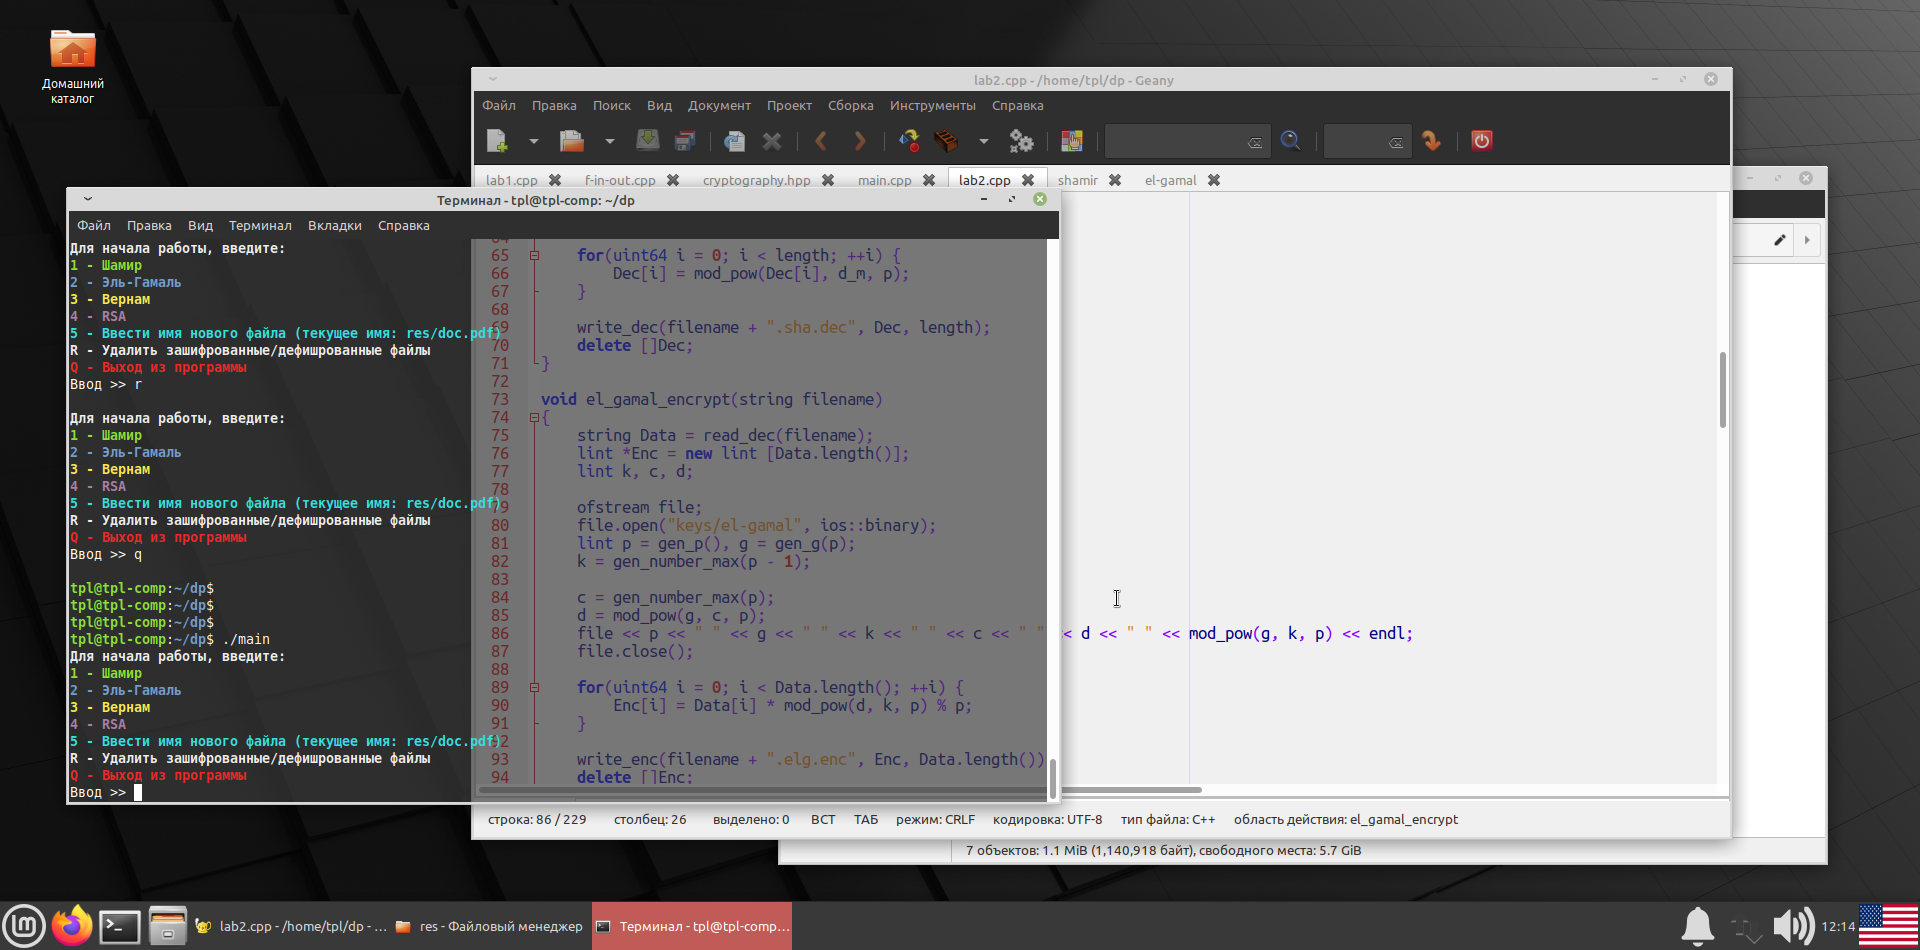 Домашний
каталог
lab2.cpp - /home/tpl/dp - Geany
Файл Правка Поиск Вид Документ Проект Сборка Инструменты Справка
lab1.cpp f-in-out.cpp cryptography.hpp main.cpp lab2.cpp shamir el-gamal
Терминал - tpl@tpl-comp: ~/dp
Файл Правка Вид Терминал Вкладки Справка
Для начала работы, введите:
1 - Шамир
2 - Эль-Гамаль
3 - Вернам
4 - RSA
5 - Ввести имя нового файла (текущее имя: res/doc.pdf)
R - Удалить зашифрованные/дефишрованные файлы
Q - Выход из программы
Ввод >> r
Для начала работы, введите:
1 - Шамир
2 - Эль-Гамаль
3 - Вернам
4 - RSA
5 - Ввести имя нового файла (текущее имя: res/doc.pdf)
R - Удалить зашифрованные/дефишрованные файлы
Q - Выход из программы
Ввод >> q
tpl@tpl-comp:~/dp$
tpl@tpl-comp:~/dp$
tpl@tpl-comp:~/dp$
tpl@tpl-comp:~/dp$ ./main
Для начала работы, введите:
1 - Шамир
2 - Эль-Гамаль
3 - Вернам
4 - RSA
5 - Ввести имя нового файла (текущее имя: res/doc.pdf)
R - Удалить зашифрованные/дефишрованные файлы
Q - Выход из программы
Ввод >>
65 for(uint64 i = 0; i < length; ++i) {
66 Dec[i] = mod_pow(Dec[i], d_m, p);
67 }
68
69 write_dec(filename + ".sha.dec", Dec, length);
70 delete []Dec;
71 }
72
73 void el_gamal_encrypt(string filename)
74 {
75 string Data = read_dec(filename);
76 lint *Enc = new lint [Data.length()];
77 lint k, c, d;
78
79 ofstream file;
80 file.open("keys/el-gamal", ios::binary);
81 lint p = gen_p(), g = gen_g(p);
82 k = gen_number_max(p - 1);
83
84 c = gen_number_max(p);
85 d = mod_pow(g, c, p);
86 file << p << " " << g << " " << k << " " << c << " " << d << " " << mod_pow(g, k, p) << endl;
87 file.close();
88
89 for(uint64 i = 0; i < Data.length(); ++i) {
90 Enc[i] = Data[i] * mod_pow(d, k, p) % p;
91 }
92
93 write_enc(filename + ".elg.enc", Enc, Data.length())
94 delete []Enc;
строка: 86 / 229 столбец: 26 выделено: 0 ВСТ ТАБ режим: CRLF кодировка: UTF-8 тип файла: C++ область действия: el_gamal_encrypt
7 объектов: 1.1 MiB (1,140,918 байт), свободного места: 5.7 GiB
lab2.cpp - /home/tpl/dp - ... res - Файловый менеджер Терминал - tpl@tpl-comp... 12:14